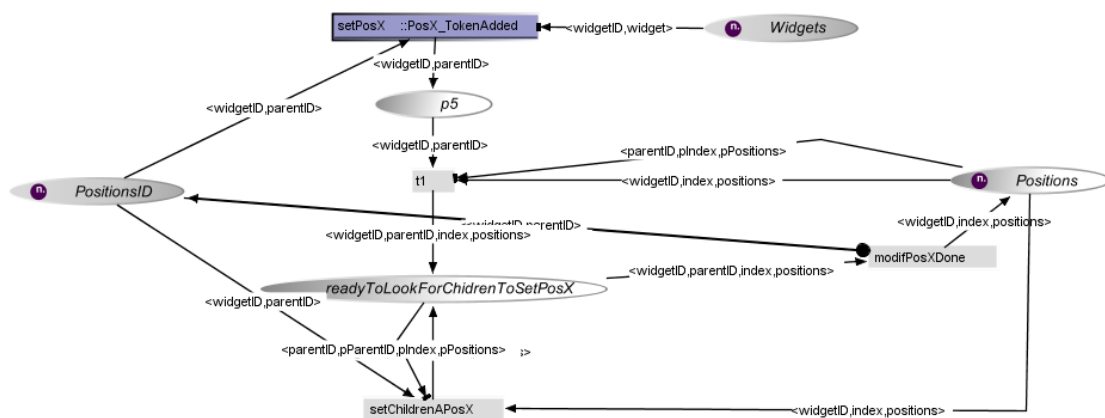 setPosX ::PosX_TokenAdded
<widgetID,widget>
n. Widgets
<widgetID,parentID>
<widgetID,parentID>
p5
<widgetID,parentID>
<parentID,pIndex,pPositions>
t1
<widgetID,index,positions>
n. PositionsID
n. Positions
<widgetID,parentID>
<widgetID,index,positions>
<widgetID,parentID,index,positions>
modifPosXDone
<widgetID,parentID,index,positions>
readyToLookForChidrenToSetPosX
<widgetID,parentID>
<parentID,pParentID,pIndex,pPositions>
setChildrenAPosX
<widgetID,index,positions>